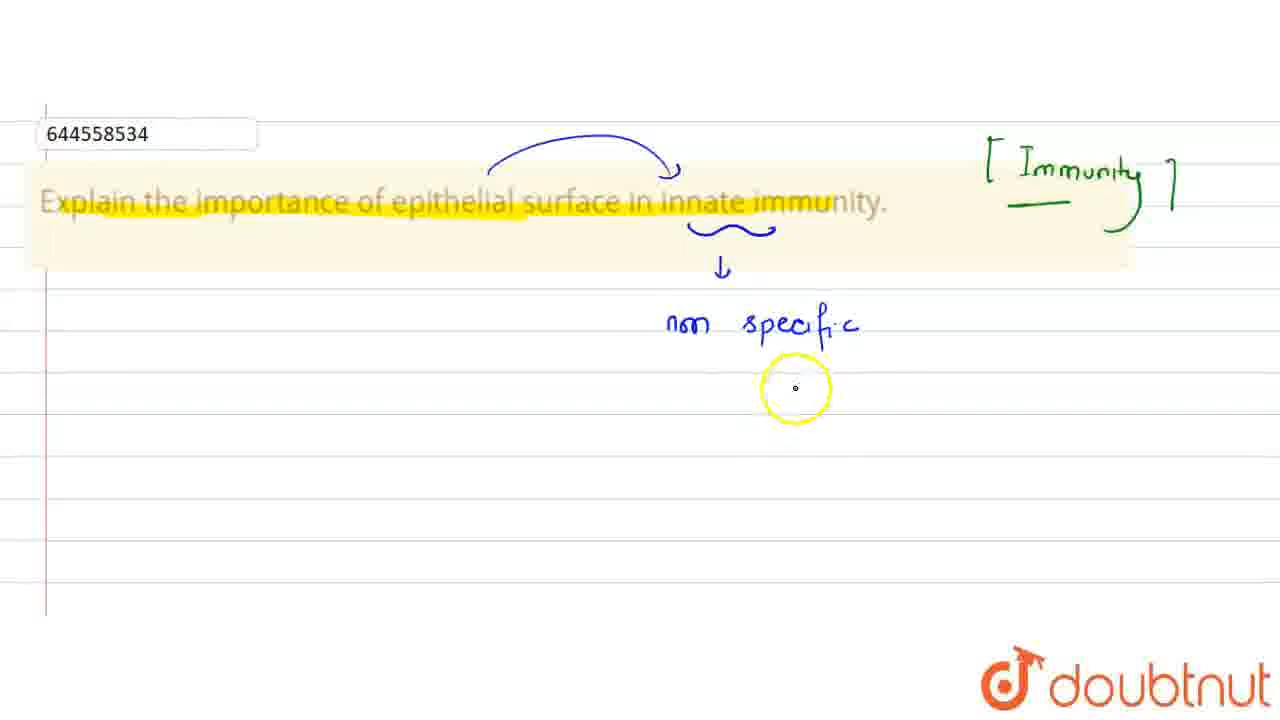 644558534
[ Immunity ]
Explain the importance of epithelial surface in innate immunity.
non specific
doubtnut